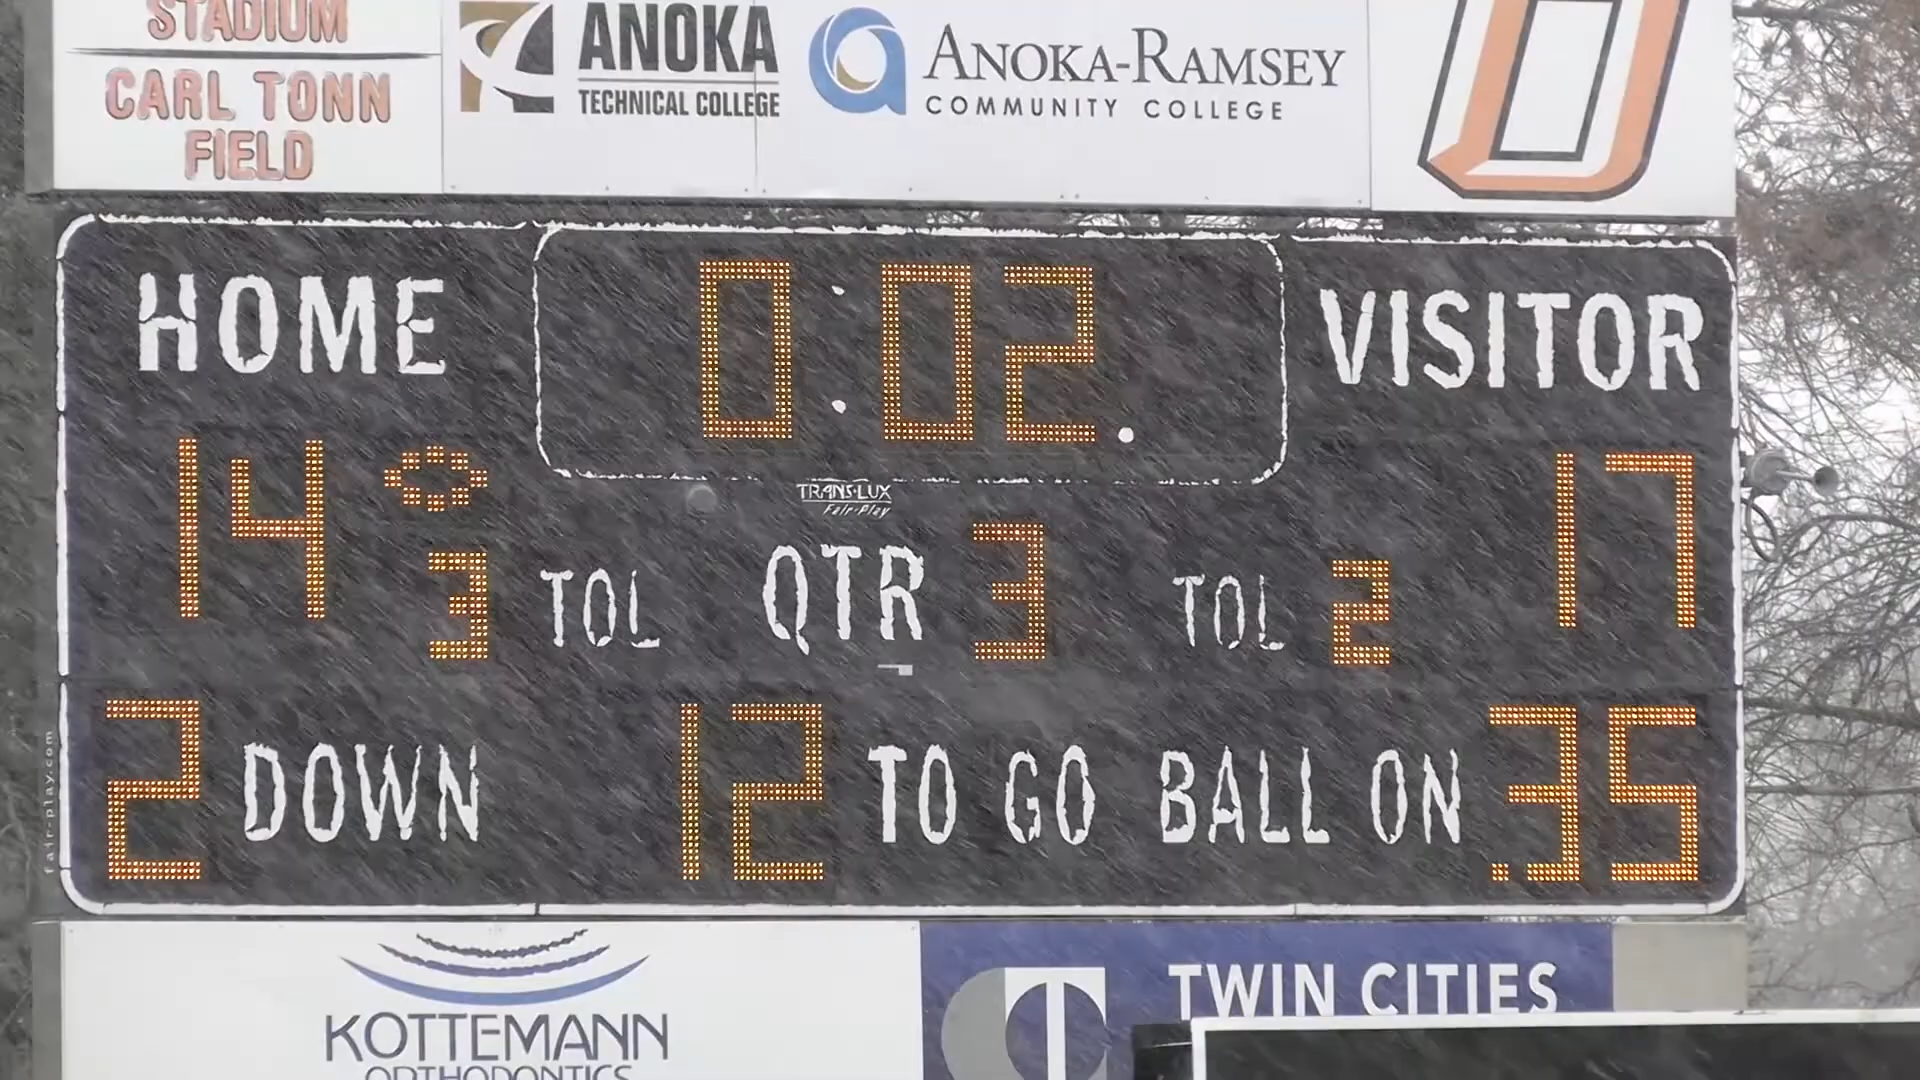 STADIUM
CARL TONN
FIELD
ANOKA
TECHNICAL COLLEGE
ANOKA-RAMSEY
COMMUNITY COLLEGE
HOME
0:02.
VISITOR
14
17
TRANS-LUX
Fair-Play
3 TOL
QTR 3
TOL 2
2 DOWN
12 TO GO
BALL ON 35
fair-play.com
KOTTEMANN
ORTHODONTICS
TWIN CITIES